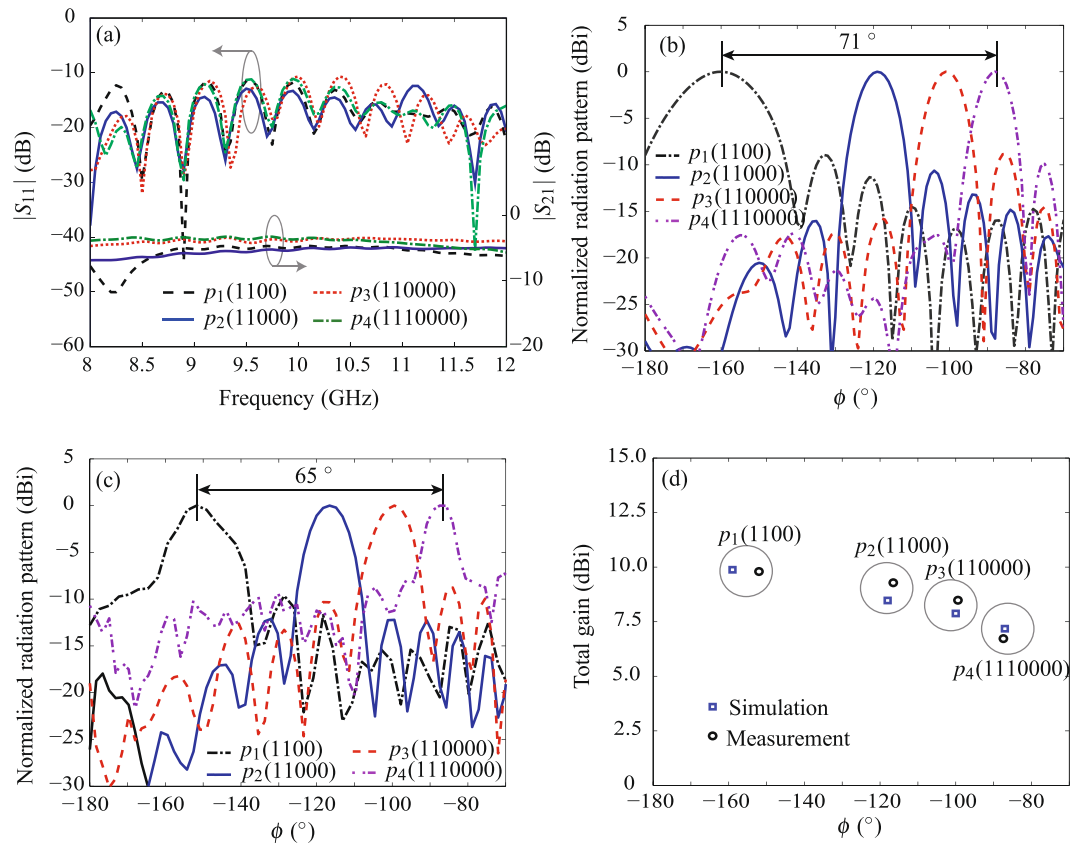 (a)
−10
0
−10
−20
−30
−40
−50
−60
0
−10
−20
|S11| (dB)
|S21| (dB)
p1(1100)
p2(11000)
p3(110000)
p4(1110000)
8
8.5
9
9.5
10
10.5
11
11.5
12
Frequency (GHz)
(b)
71 °
5
0
−5
−10
−15
−20
−25
−30
Normalized radiation pattern (dBi)
p1(1100)
p2(11000)
p3(110000)
p4(1110000)
−180
−160
−140
−120
−100
−80
ϕ (°)
(c)
65 °
5
0
−5
−10
−15
−20
−25
−30
Normalized radiation pattern (dBi)
p1(1100)
p2(11000)
p3(110000)
p4(1110000)
−180
−160
−140
−120
−100
−80
ϕ (°)
(d)
15.0
12.5
10.0
7.5
5.0
2.5
0
Total gain (dBi)
p1(1100)
p2(11000)
p3(110000)
p4(1110000)
Simulation
Measurement
−180
−160
−140
−120
−100
−80
ϕ (°)